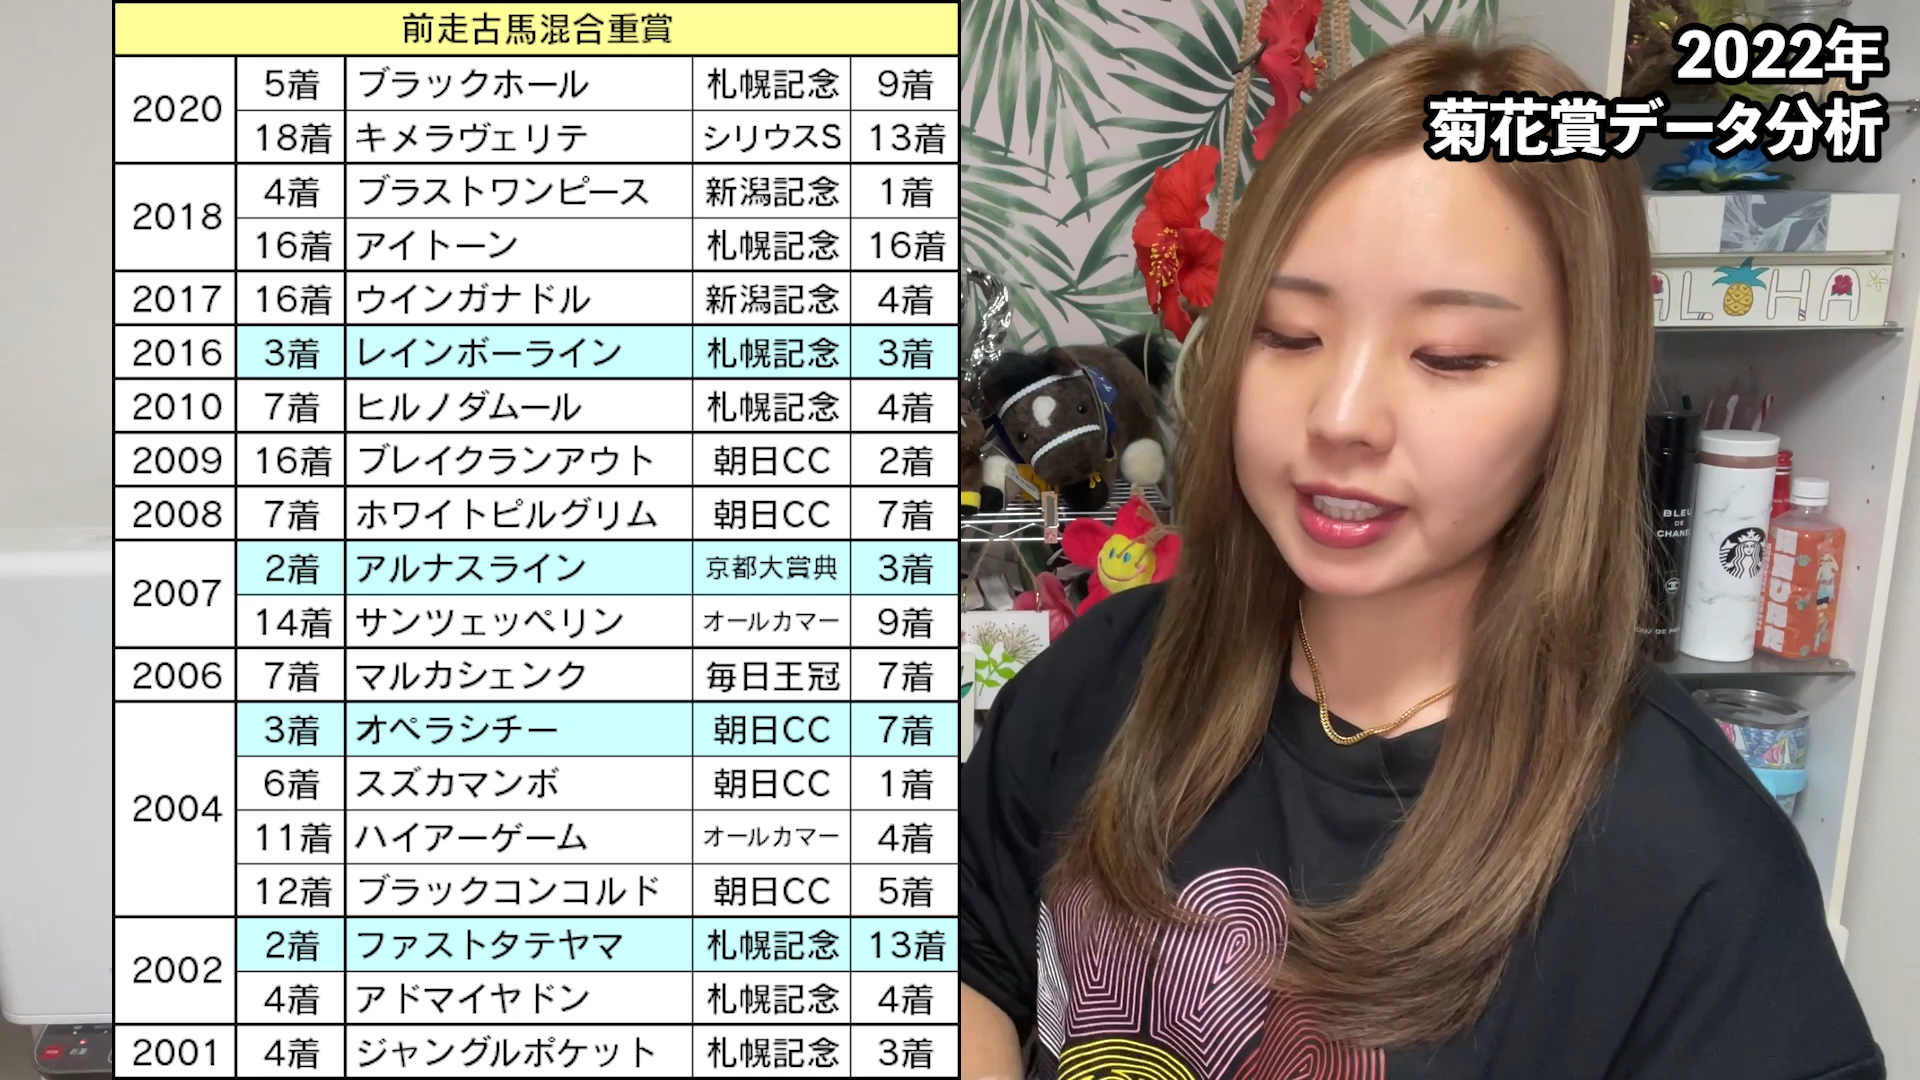 前走古馬混合重賞
2020 5着 ブラックホール 札幌記念 9着
18着 キメラヴェリテ シリウスS 13着
2018 4着 ブラストワンピース 新潟記念 1着
16着 アイトーン 札幌記念 16着
2017 16着 ウインガナドル 新潟記念 4着
2016 3着 レインボーライン 札幌記念 3着
2010 7着 ヒルノダムール 札幌記念 4着
2009 16着 ブレイクランアウト 朝日CC 2着
2008 7着 ホワイトピルグリム 朝日CC 7着
2007 2着 アルナスライン 京都大賞典 3着
14着 サンツェッペリン オールカマー 9着
2006 7着 マルカシェンク 毎日王冠 7着
2004 3着 オペラシチー 朝日CC 7着
6着 スズカマンボ 朝日CC 1着
11着 ハイアーゲーム オールカマー 4着
12着 ブラックコンコルド 朝日CC 5着
2002 2着 ファストタテヤマ 札幌記念 13着
4着 アドマイヤドン 札幌記念 4着
2001 4着 ジャングルポケット 札幌記念 3着
2022年
菊花賞データ分析
ALOHA
BLEU
DE
CHANEL